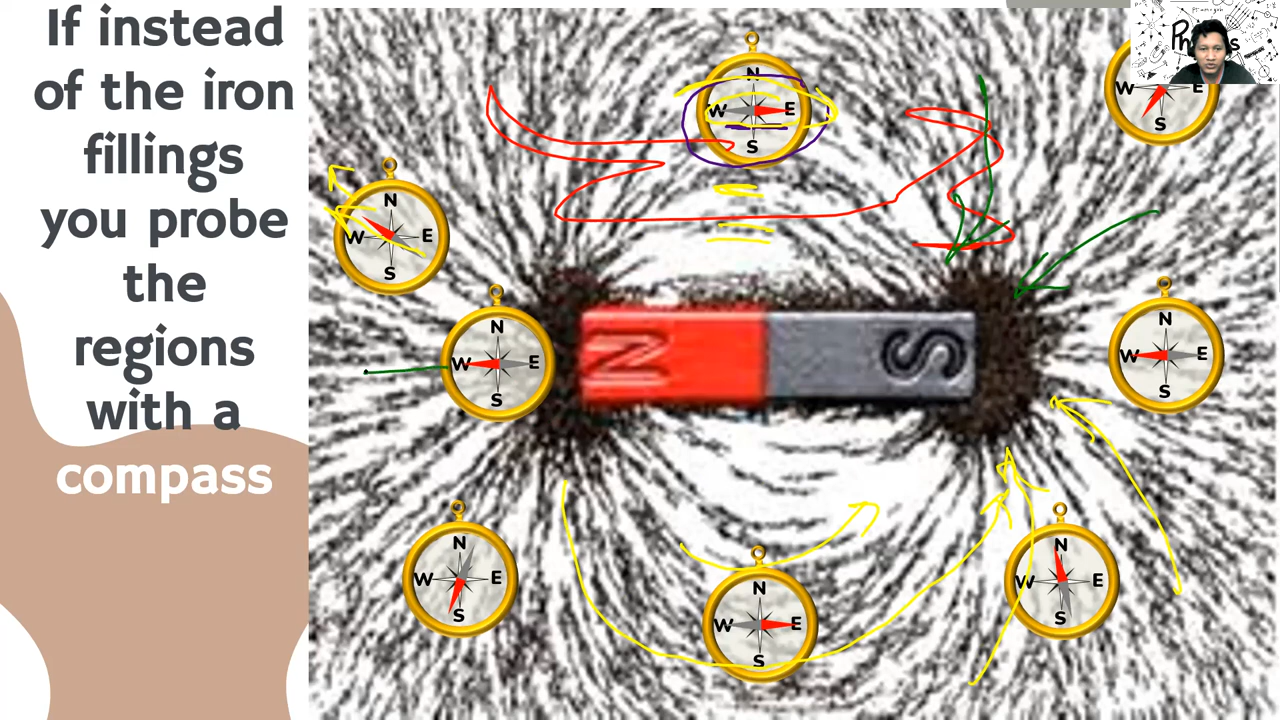 If instead
of the iron
fillings
you probe
the
regions
with a
compass
N
W E
S
W E
S
N
W E
S
N
W E
S
N
W E
S
N S
N
W E
S
N
W E
S
N
W E
S